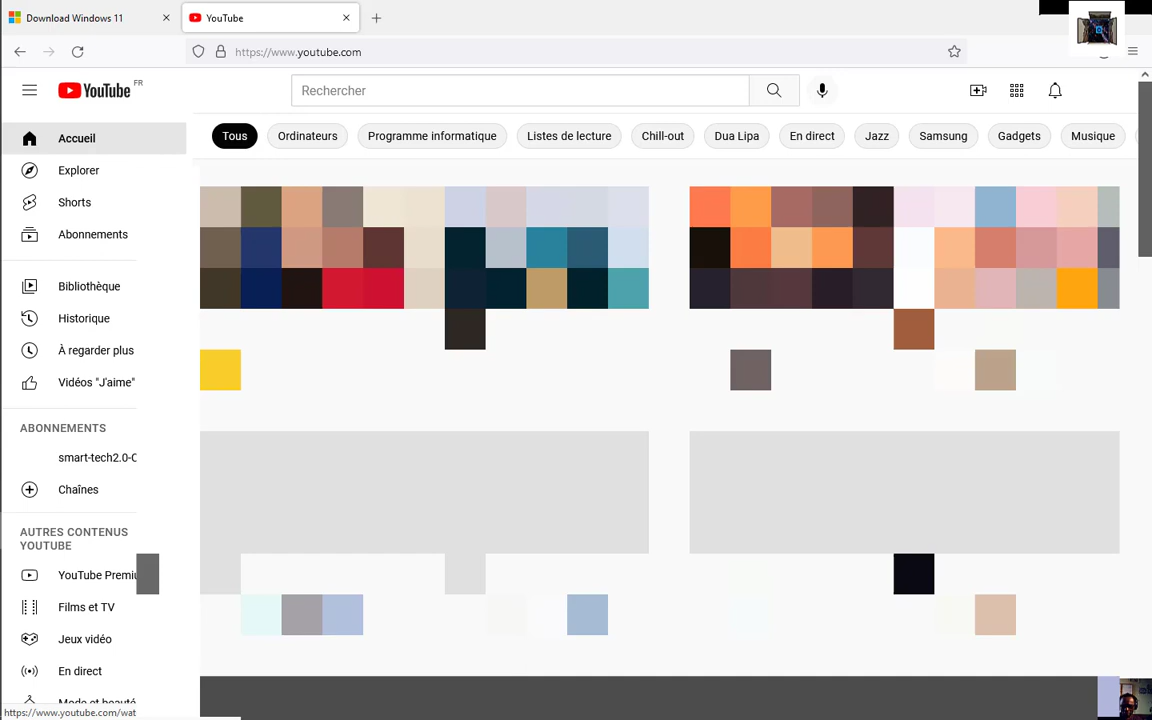 Download Windows 11
YouTube
https://www.youtube.com
YouTube FR
Rechercher
Tous Ordinateurs Programme informatique Listes de lecture Chill-out Dua Lipa En direct Jazz Samsung Gadgets Musique
Accueil
Explorer
Shorts
Abonnements
Bibliothèque
Historique
À regarder plus
Vidéos "J'aime"
ABONNEMENTS
smart-tech2.0-C
Chaînes
AUTRES CONTENUS
YOUTUBE
YouTube Premiu
Films et TV
Jeux vidéo
En direct
Mode et beauté
https://www.youtube.com/wat